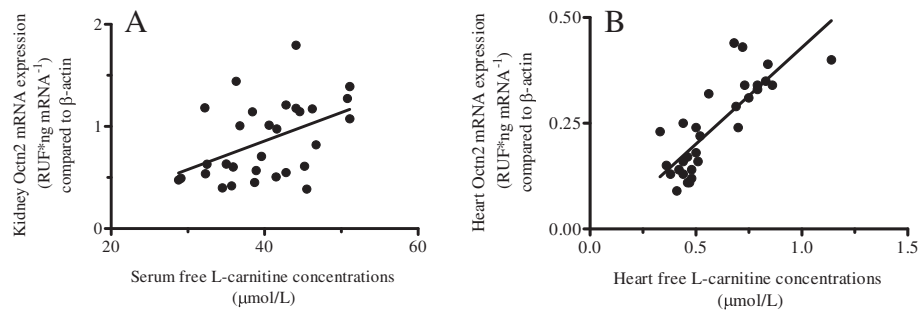 A
Kidney Octn2 mRNA expression
(RUF*ng mRNA⁻¹)
compared to β-actin
2
1
0
20
40
60
Serum free L-carnitine concentrations
(μmol/L)
B
Heart Octn2 mRNA expression
(RUF*ng mRNA⁻¹)
compared to β-actin
0.50
0.25
0.00
0.0
0.5
1.0
1.5
Heart free L-carnitine concentrations
(μmol/L)